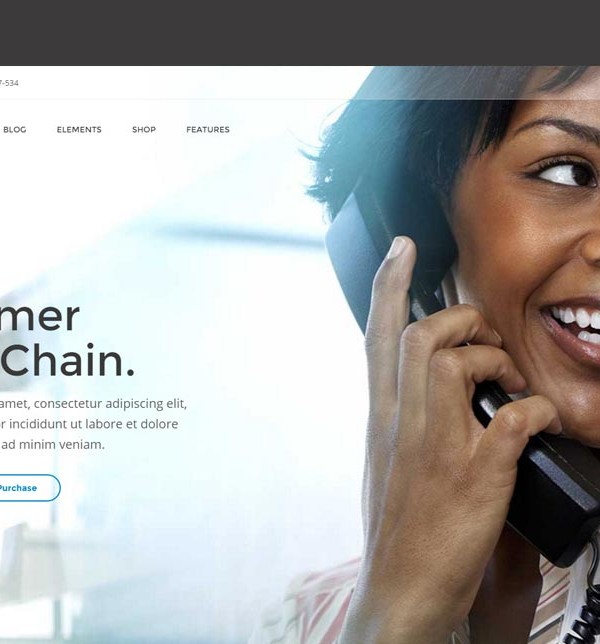 7-534
BLOG ELEMENTS SHOP FEATURES
mer
Chain.
amet, consectetur adipiscing elit,
r incididunt ut labore et dolore
ad minim veniam.
Purchase